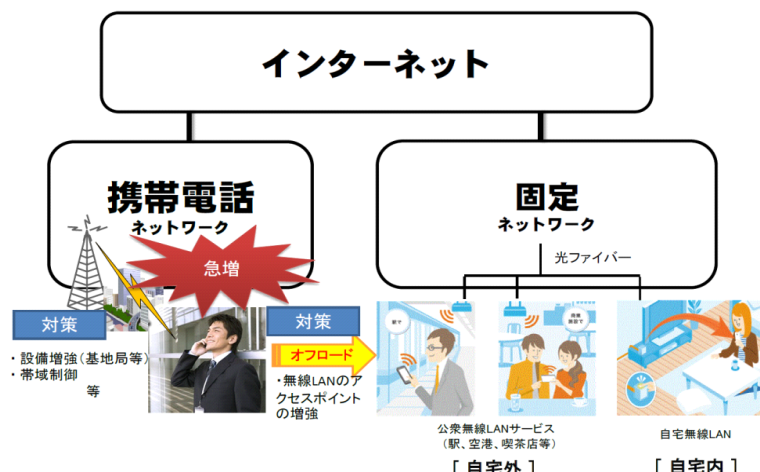 インターネット
携帯電話
ネットワーク
急増
固定
ネットワーク
光ファイバー
対策
・設備増強（基地局等）
・帯域制御
等
対策
オフロード
・無線LANのア
クセスポイント
の増強
駅で
公衆無線LANサービス
（駅、空港、喫茶店等）
[ 自宅外 ]
自宅無線LAN
[ 自宅内 ]